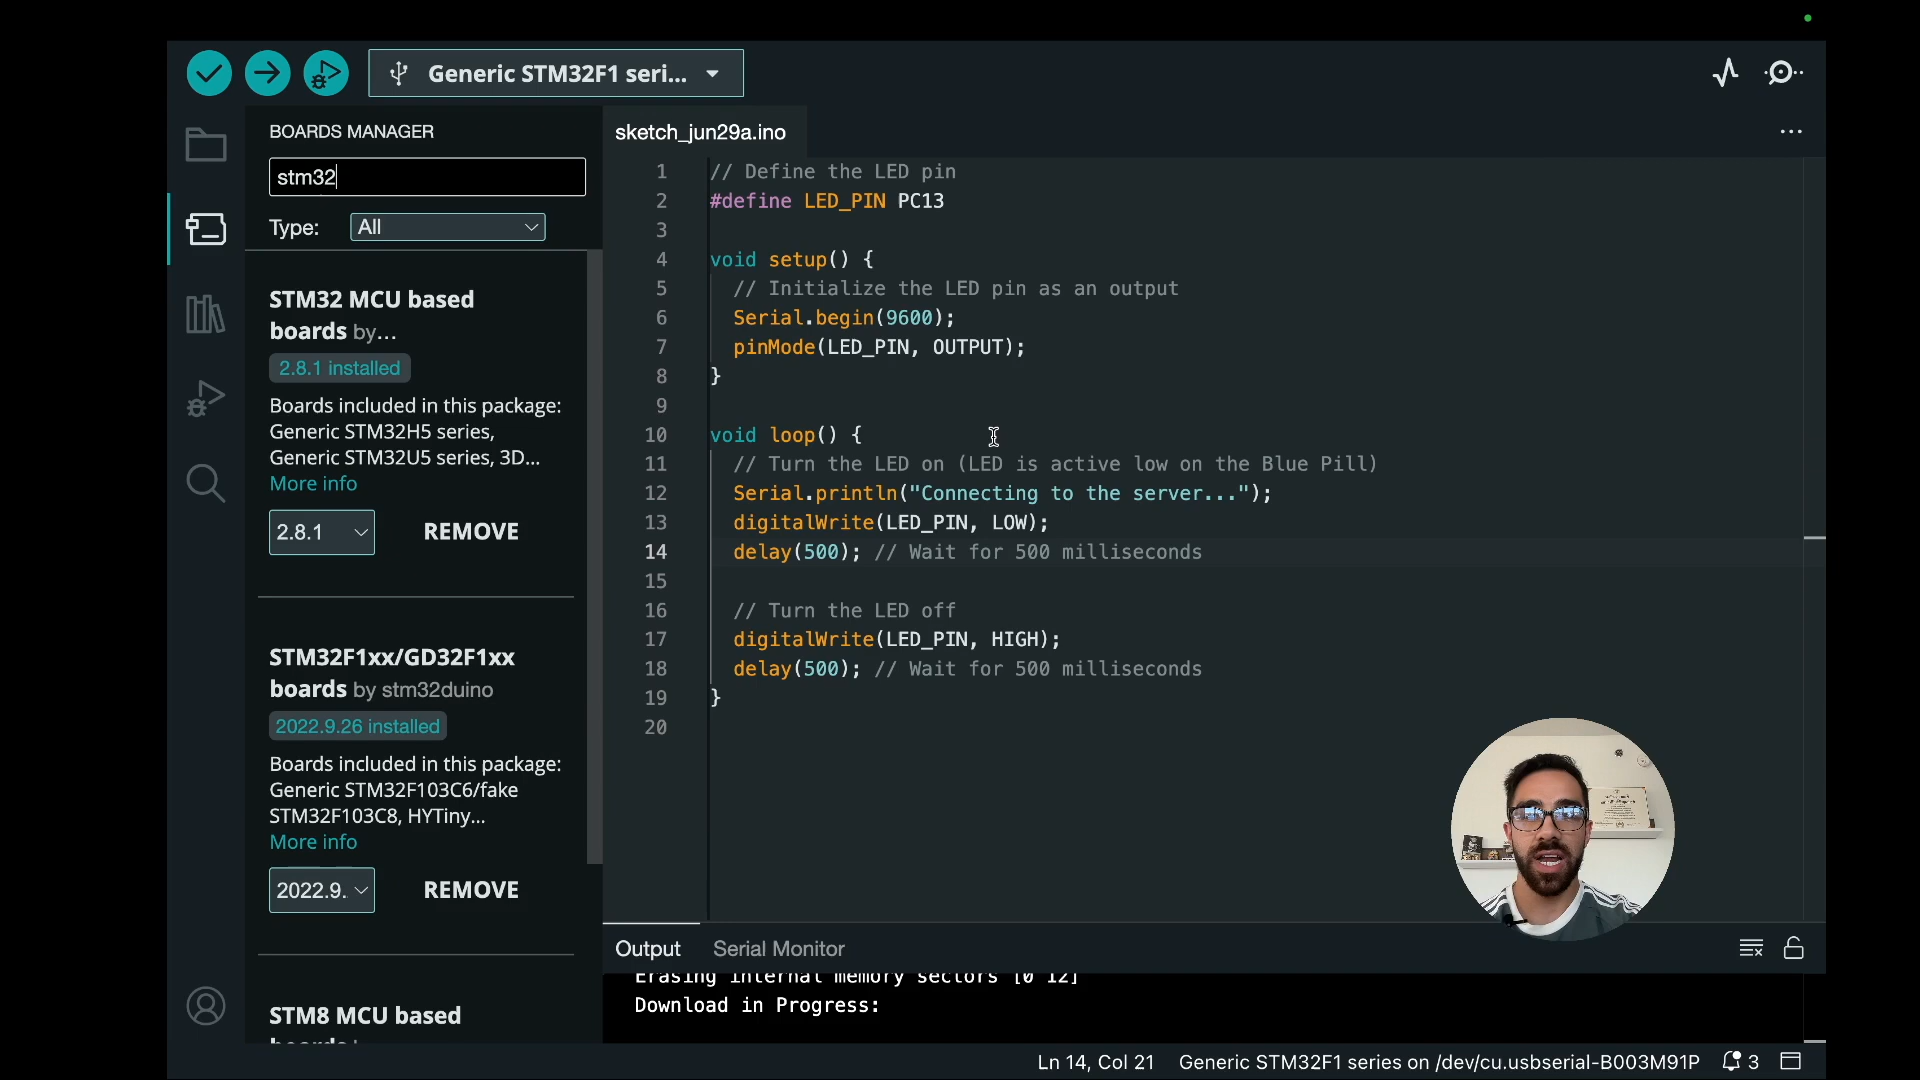 Generic STM32F1 seri...
BOARDS MANAGER
stm32
Type:
All
STM32 MCU based
boards by...
2.8.1 installed
Boards included in this package:
Generic STM32H5 series,
Generic STM32U5 series, 3D...
More info
2.8.1
REMOVE
STM32F1xx/GD32F1xx
boards by stm32duino
2022.9.26 installed
Boards included in this package:
Generic STM32F103C6/fake
STM32F103C8, HYTiny...
More info
2022.9.
REMOVE
STM8 MCU based
sketch_jun29a.ino
1 // Define the LED pin
2 #define LED_PIN PC13
3
4 void setup() {
5 // Initialize the LED pin as an output
6 Serial.begin(9600);
7 pinMode(LED_PIN, OUTPUT);
8 }
9
10 void loop() {
11 // Turn the LED on (LED is active low on the Blue Pill)
12 Serial.println("Connecting to the server...");
13 digitalWrite(LED_PIN, LOW);
14 delay(500); // Wait for 500 milliseconds
15
16 // Turn the LED off
17 digitalWrite(LED_PIN, HIGH);
18 delay(500); // Wait for 500 milliseconds
19 }
20
Output
Serial Monitor
Erasing internal memory sectors [0 12]
Download in Progress:
Ln 14, Col 21
Generic STM32F1 series on /dev/cu.usbserial-B003M91P
3